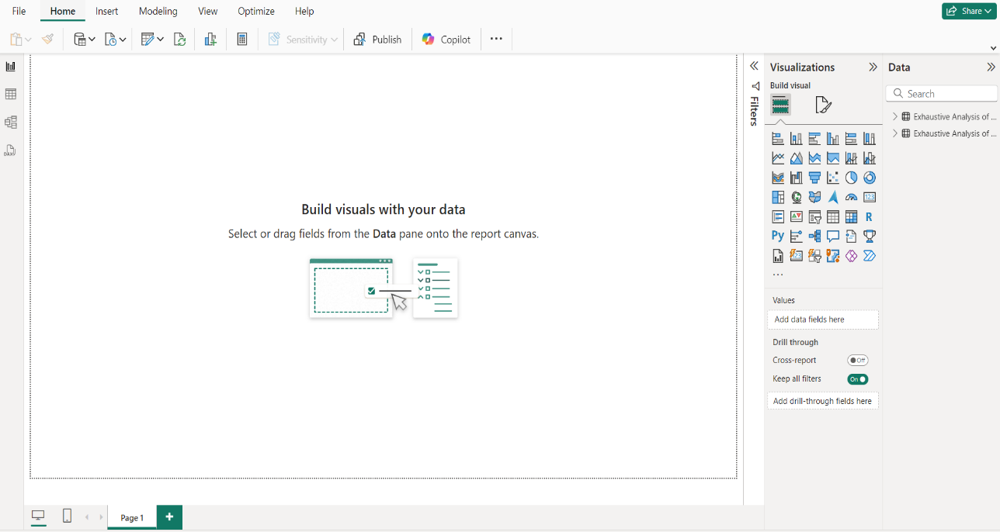 File Home Insert Modeling View Optimize Help Share
Sensitivity Publish Copilot
Visualizations
Data
Build visual
Search
Filters
Exhaustive Analysis of ...
Exhaustive Analysis of ...
DAX
123
R
Py
123
Build visuals with your data
Select or drag fields from the Data pane onto the report canvas.
Values
Add data fields here
Drill through
Cross-report Off
Keep all filters On
Add drill-through fields here
Page 1